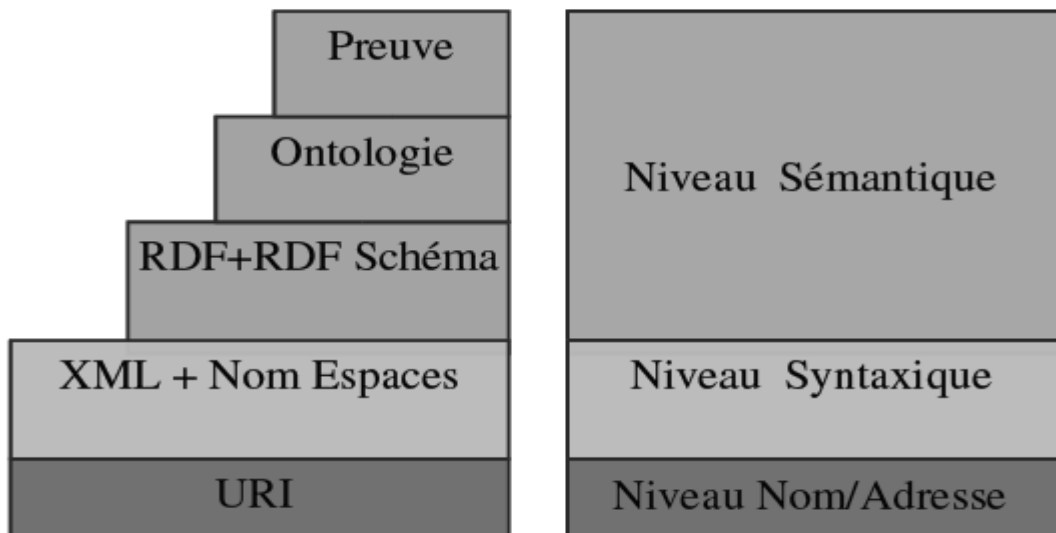 Preuve
Ontologie
RDF+RDF Schéma
XML + Nom Espaces
URI
Niveau Sémantique
Niveau Syntaxique
Niveau Nom/Adresse